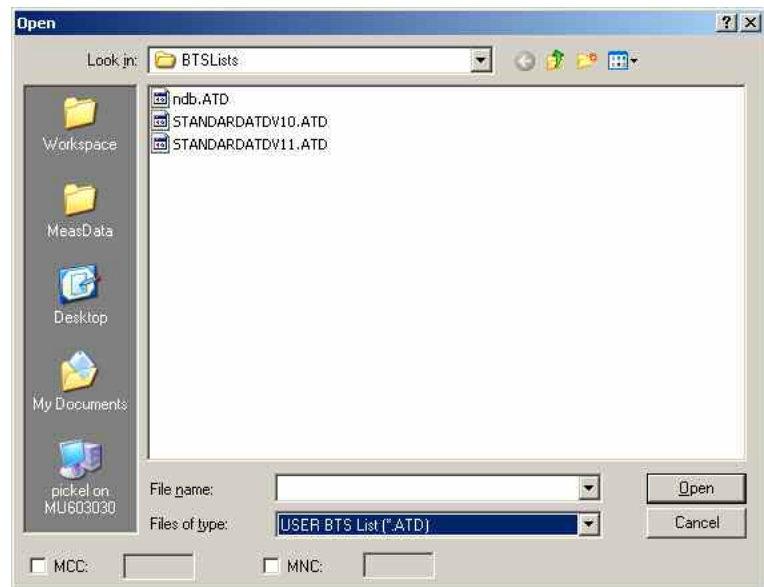 Open
Look in: BTSLists
ndb.ATD
STANDARDATDV10.ATD
STANDARDATDV11.ATD
Workspace
MeasData
Desktop
My Documents
pickel on
MU603030
File name:
Open
Files of type: USER BTS List (*.ATD)
Cancel
MCC:
MNC: